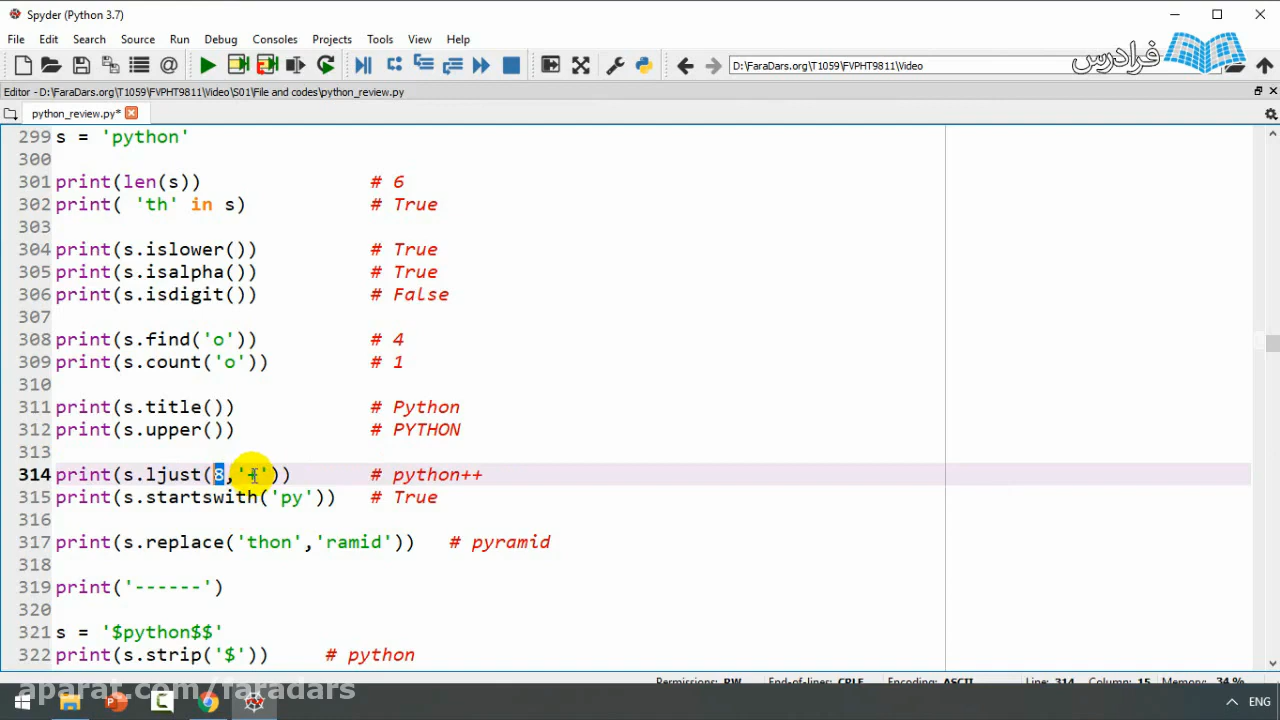 Spyder (Python 3.7)
File Edit Search Source Run Debug Consoles Projects Tools View Help
D:\FaraDars.org\T1059\FVPHT9811\Video
فرادرس
Editor - D:\FaraDars.org\T1059\FVPHT9811\Video\S01\File and codes\python_review.py
python_review.py*
299 s = 'python'
300
301 print(len(s)) # 6
302 print( 'th' in s) # True
303
304 print(s.islower()) # True
305 print(s.isalpha()) # True
306 print(s.isdigit()) # False
307
308 print(s.find('o')) # 4
309 print(s.count('o')) # 1
310
311 print(s.title()) # Python
312 print(s.upper()) # PYTHON
313
314 print(s.ljust(8,'+')) # python++
315 print(s.startswith('py')) # True
316
317 print(s.replace('thon','ramid')) # pyramid
318
319 print('------')
320
321 s = '$python$$'
322 print(s.strip('$')) # python
Permissions: RW End-of-lines: CRLF Encoding: ASCII Line: 314 Column: 15 Memory: 34 %
aparat.com/faradars
ENG